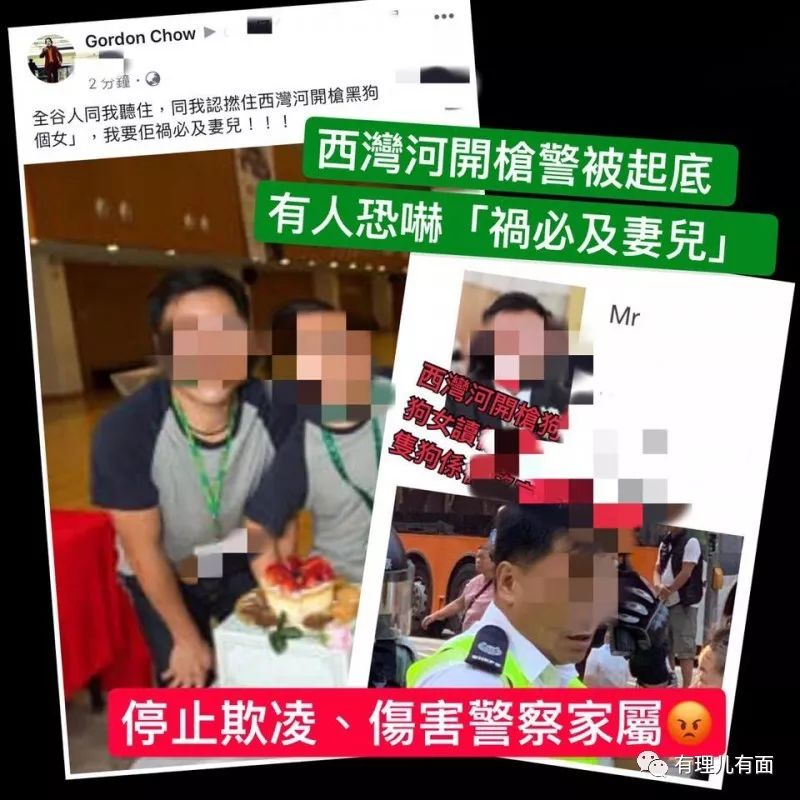 Gordon Chow
2 分鐘
全谷人同我聽住，同我認撚住西灣河開槍黑狗
個女」，我要佢禍必及妻兒！！！
西灣河開槍警被起底
有人恐嚇「禍必及妻兒」
Mr
西灣河開槍狗
狗女讀
隻狗係
停止欺凌、傷害警察家屬😡
有理儿有面